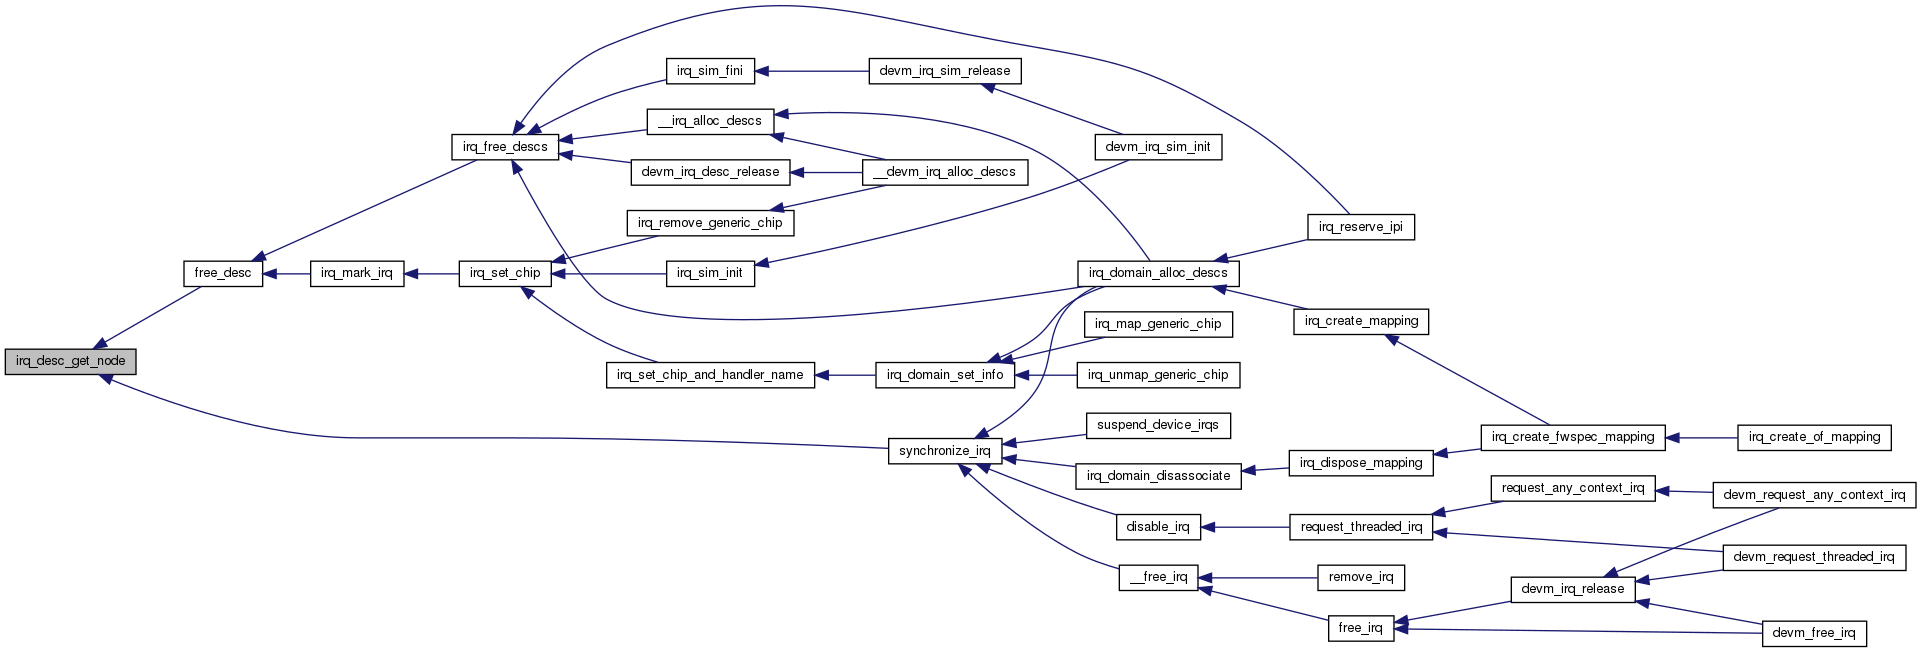 irq_sim_fini
devm_irq_sim_release
__irq_alloc_descs
irq_free_descs
devm_irq_sim_init
devm_irq_desc_release
__devm_irq_alloc_descs
irq_remove_generic_chip
irq_reserve_ipi
free_desc
irq_mark_irq
irq_set_chip
irq_sim_init
irq_domain_alloc_descs
irq_map_generic_chip
irq_create_mapping
irq_desc_get_node
irq_set_chip_and_handler_name
irq_domain_set_info
irq_unmap_generic_chip
suspend_device_irqs
synchronize_irq
irq_create_fwspec_mapping
irq_create_of_mapping
irq_domain_disassociate
irq_dispose_mapping
request_any_context_irq
devm_request_any_context_irq
disable_irq
request_threaded_irq
devm_request_threaded_irq
__free_irq
remove_irq
devm_irq_release
free_irq
devm_free_irq